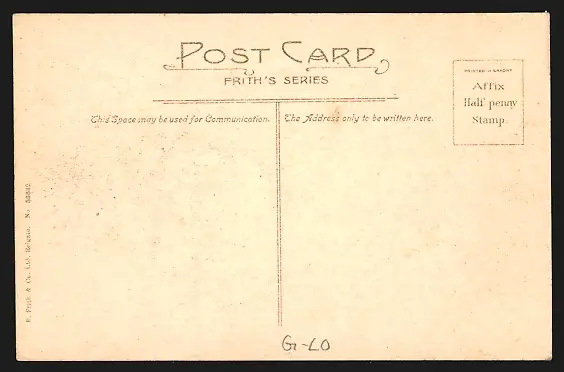 POST CARD
FRITH'S SERIES
This Space may be used for Communication.
The Address only to be written here.
PRINTED IN SAXONY
Affix
Half penny
Stamp.
F. Frith & Co. Ltd. Reigate. No. 
G-LO